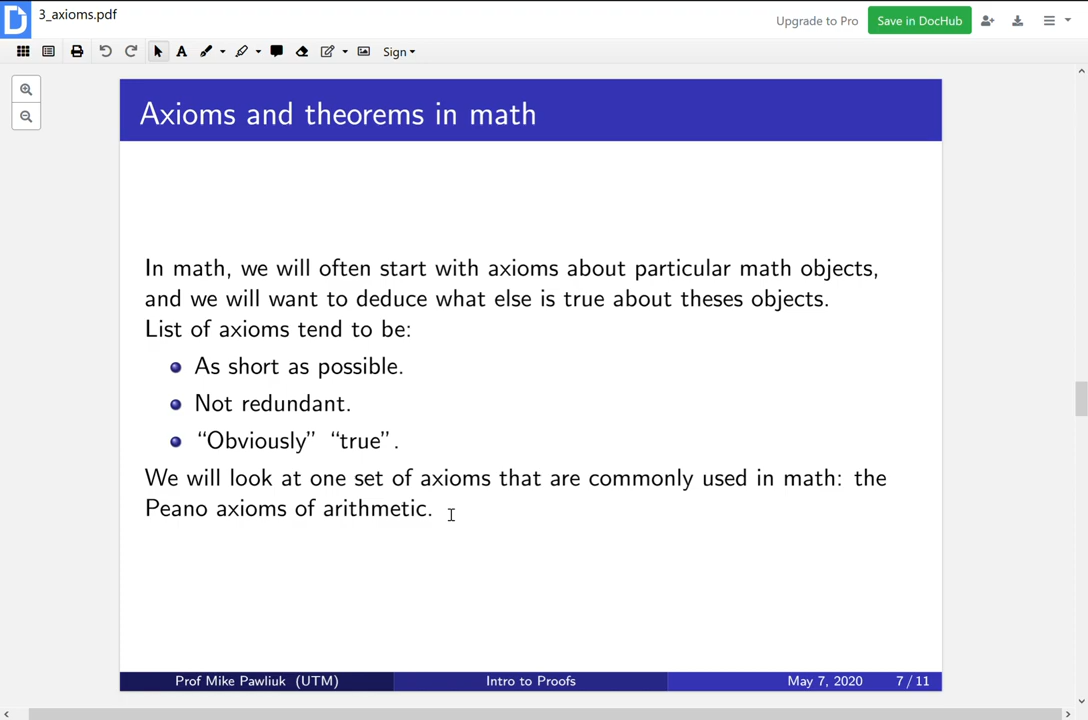 3_axioms.pdf
Upgrade to Pro
Save in DocHub
Sign
Axioms and theorems in math
In math, we will often start with axioms about particular math objects,
and we will want to deduce what else is true about theses objects.
List of axioms tend to be:
As short as possible.
Not redundant.
“Obviously” “true”.
We will look at one set of axioms that are commonly used in math: the
Peano axioms of arithmetic.
Prof Mike Pawliuk (UTM) Intro to Proofs May 7, 2020 7 / 11